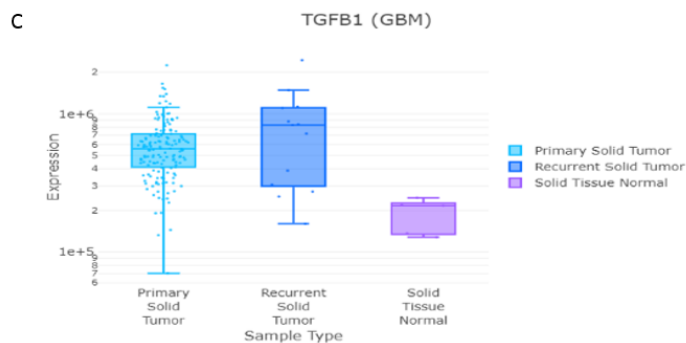 C
TGFB1 (GBM)
2
1e+6
9
8
7
6
5
4
3
2
1e+5
9
8
7
6
Expression
Primary
Solid
Tumor
Recurrent
Solid
Tumor
Solid
Tissue
Normal
Sample Type
Primary Solid Tumor
Recurrent Solid Tumor
Solid Tissue Normal